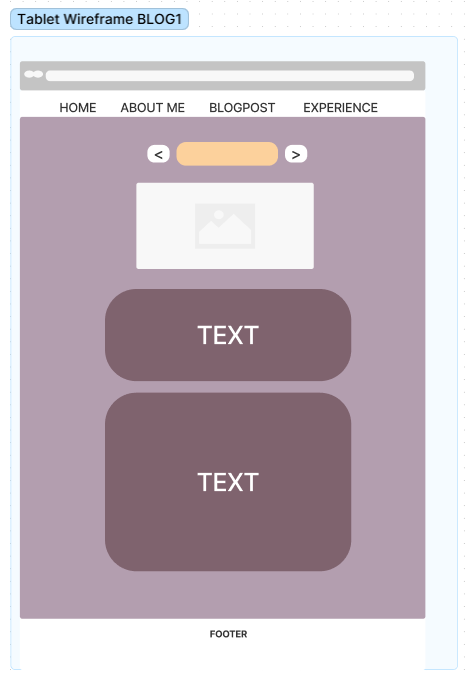 Tablet Wireframe BLOG1
HOME ABOUT ME BLOGPOST EXPERIENCE
< >
TEXT
TEXT
FOOTER